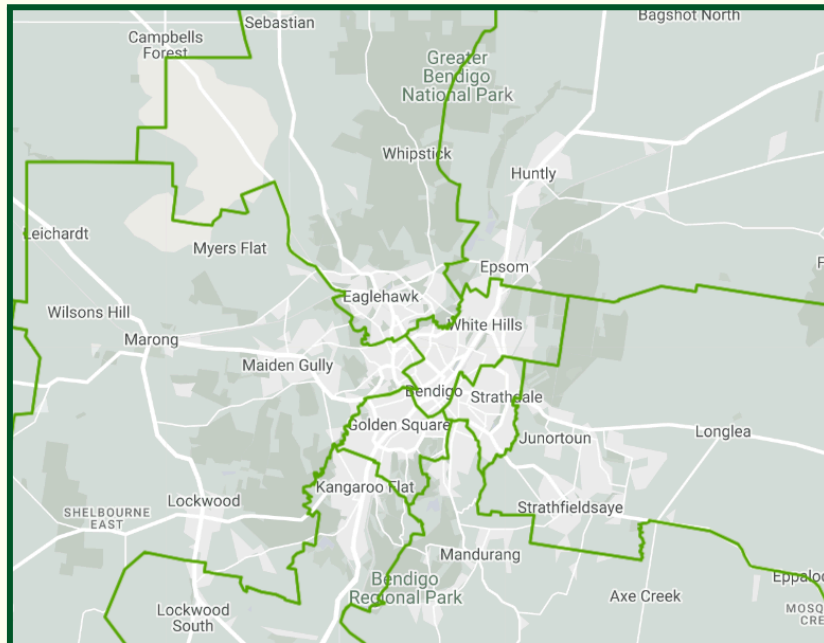 Sebastian
Bagshot North
Campbells
Forest
Greater
Bendigo
National Park
Whipstick
Huntly
Leichardt
Myers Flat
Epsom
Eaglehawk
Wilsons Hill
White Hills
Marong
Maiden Gully
Bendigo
Strathdale
Golden Square
Junortoun
Longlea
Kangaroo Flat
Lockwood
Strathfieldsaye
SHELBOURNE
EAST
Mandurang
Bendigo
Regional Park
Eppalo
Axe Creek
Lockwood
South
MOSQ
CRE